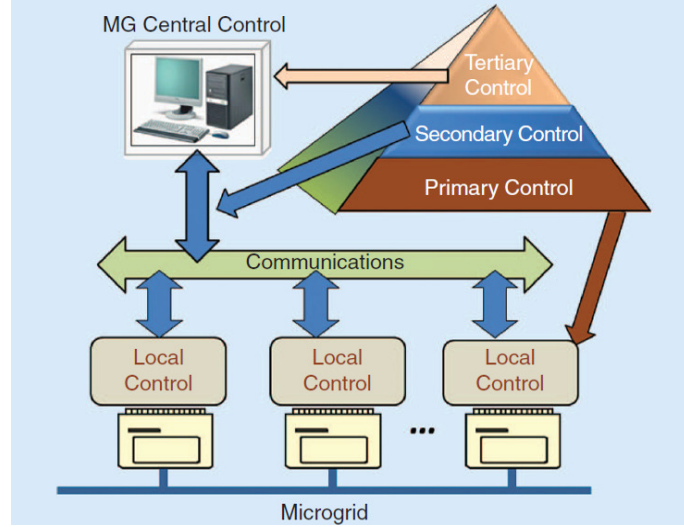 MG Central Control
Tertiary
Control
Secondary Control
Primary Control
Communications
Local
Control
Local
Control
Local
Control
...
Microgrid